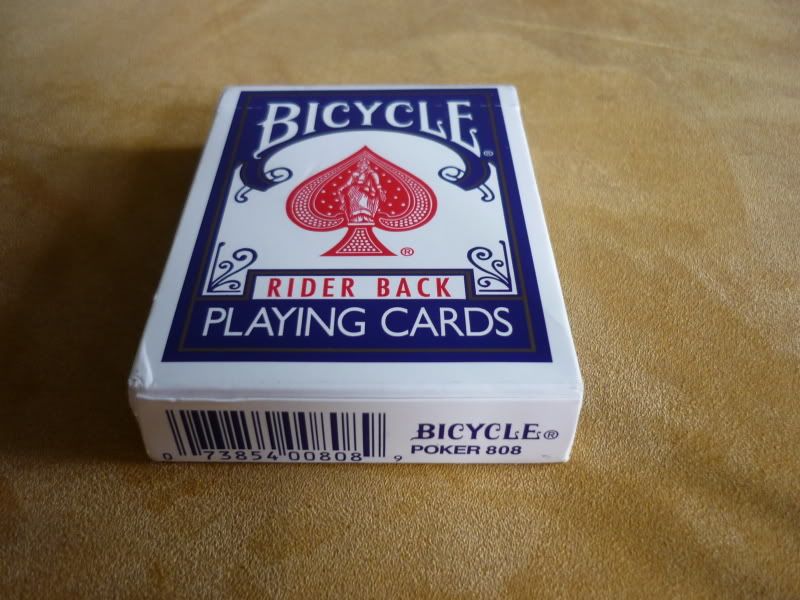 BICYCLE®
®
RIDER BACK
PLAYING CARDS
0 73854 00808 9
BICYCLE®
POKER 808